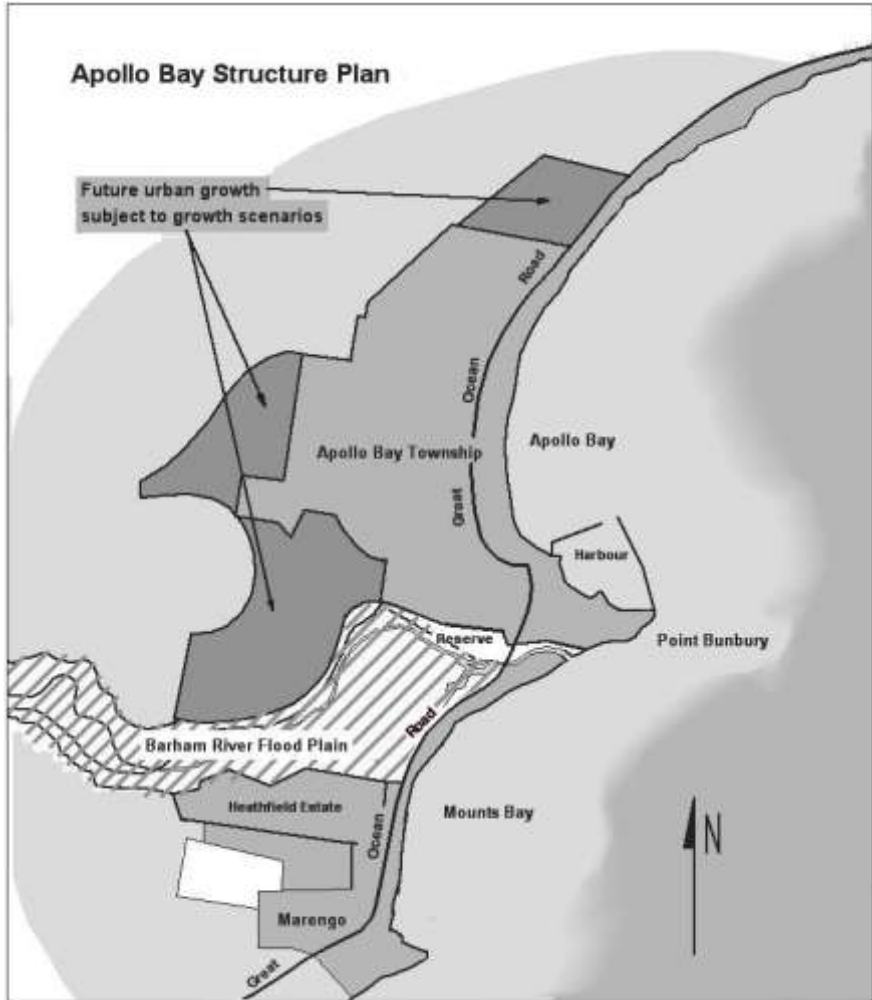 Apollo Bay Structure Plan
Future urban growth
subject to growth scenarios
Road
Ocean
Apollo Bay
Apollo Bay Township
Great
Harbour
Reserve
Point Bunbury
Road
Barham River Flood Plain
Heathfield Estate
Mounts Bay
Ocean
N
Marengo
Great